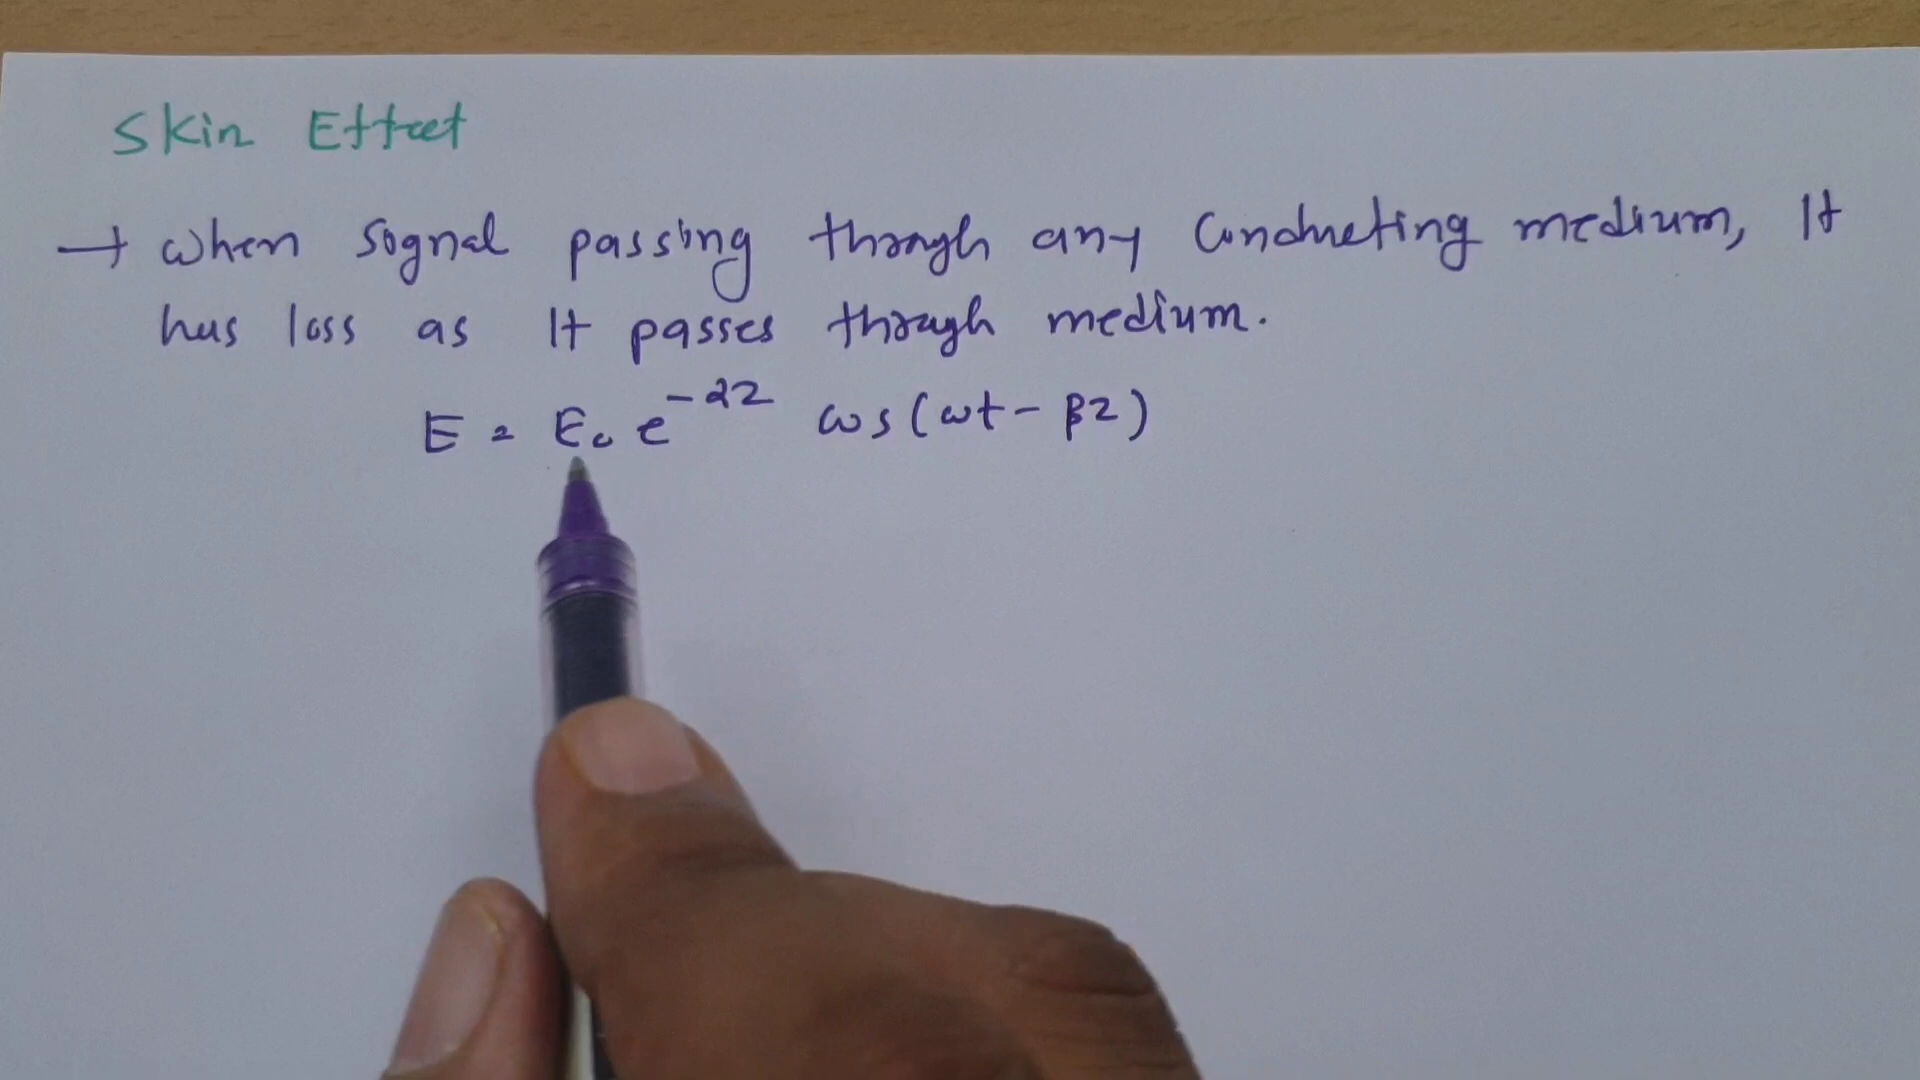 Skin Effect
→ when signal passing through any conducting medium, It
has loss as It passes through medium.
E = E₀ e^{-αz} cos(ωt - βz)